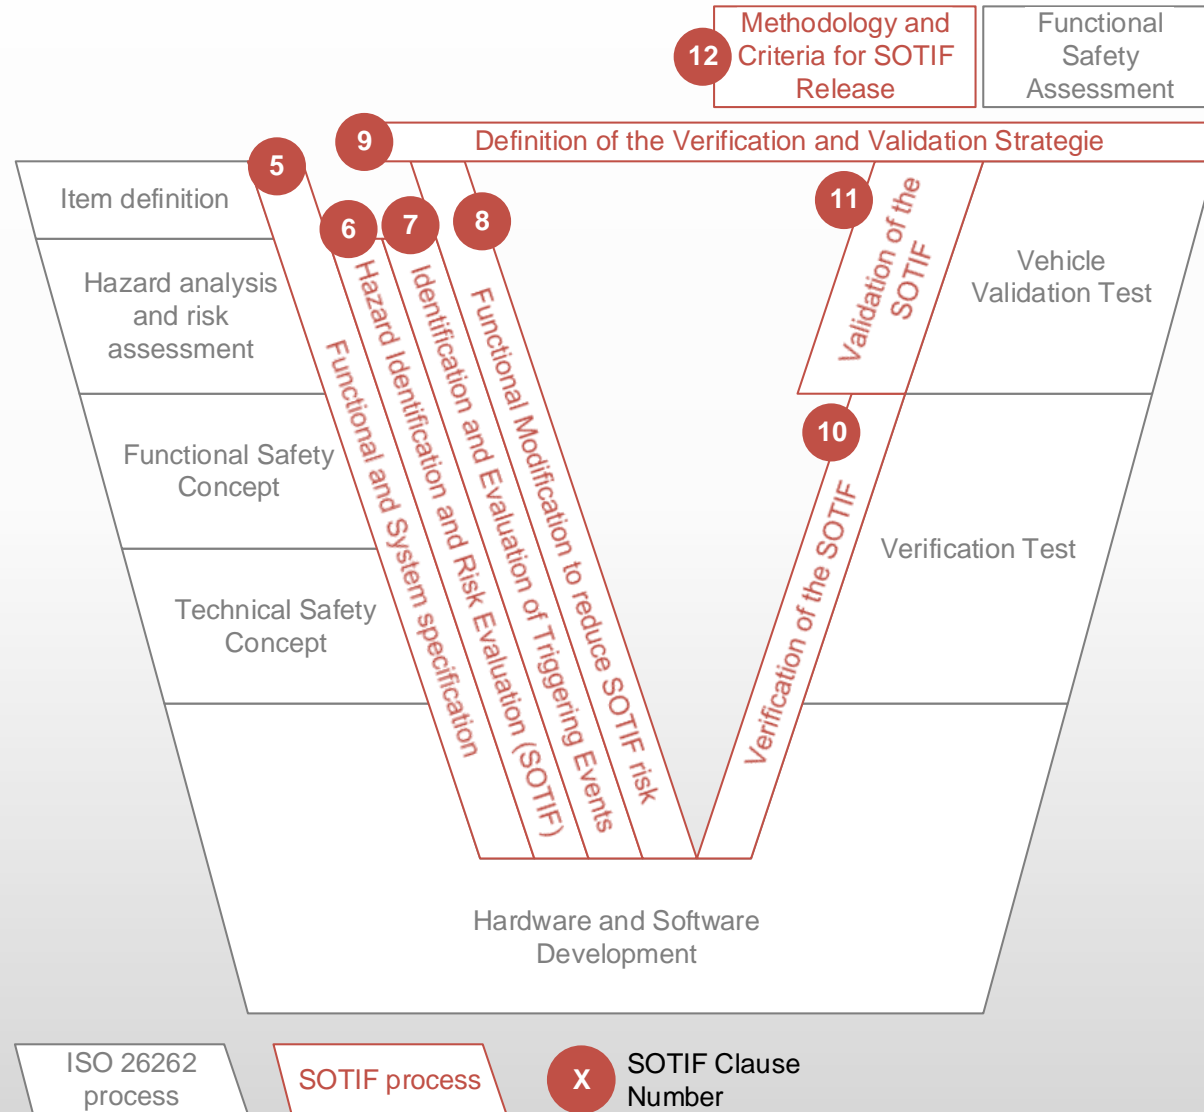 12
Methodology and
Criteria for SOTIF
Release
Functional
Safety
Assessment
9
Definition of the Verification and Validation Strategie
5
Item definition
6
7
8
11
Hazard analysis
and risk
assessment
Functional Safety
Concept
Technical Safety
Concept
Functional and System specification
Hazard Identification and Risk Evaluation (SOTIF)
Identification and Evaluation of Triggering Events
Functional Modification to reduce SOTIF risk
Validation of the
SOTIF
Vehicle
Validation Test
10
Verification of the SOTIF
Verification Test
Hardware and Software
Development
ISO 26262
process
SOTIF process
X
SOTIF Clause
Number